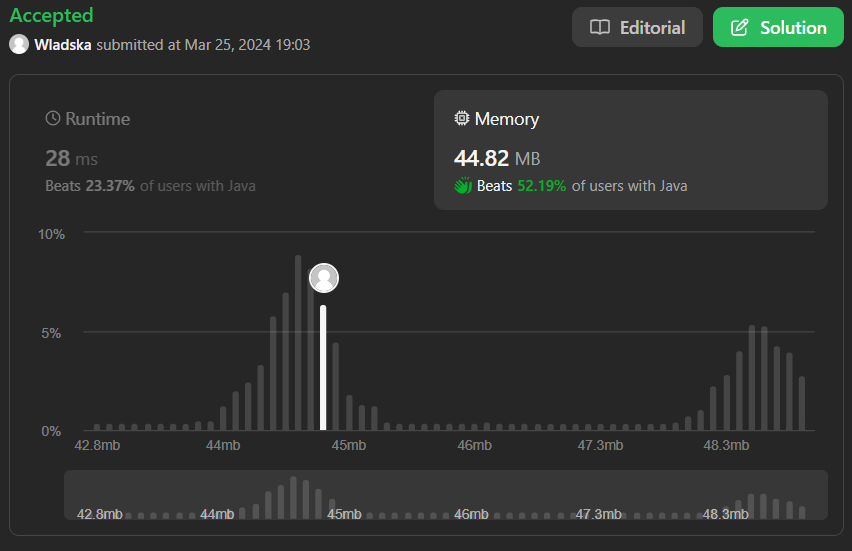 Accepted
Wladska submitted at Mar 25, 2024 19:03
Editorial
Solution
Runtime
28 ms
Beats 23.37% of users with Java
Memory
44.82 MB
Beats 52.19% of users with Java
10%
5%
0%
42.8mb 44mb 45mb 46mb 47.3mb 48.3mb
42.8mb 44mb 45mb 46mb 47.3mb 48.3mb